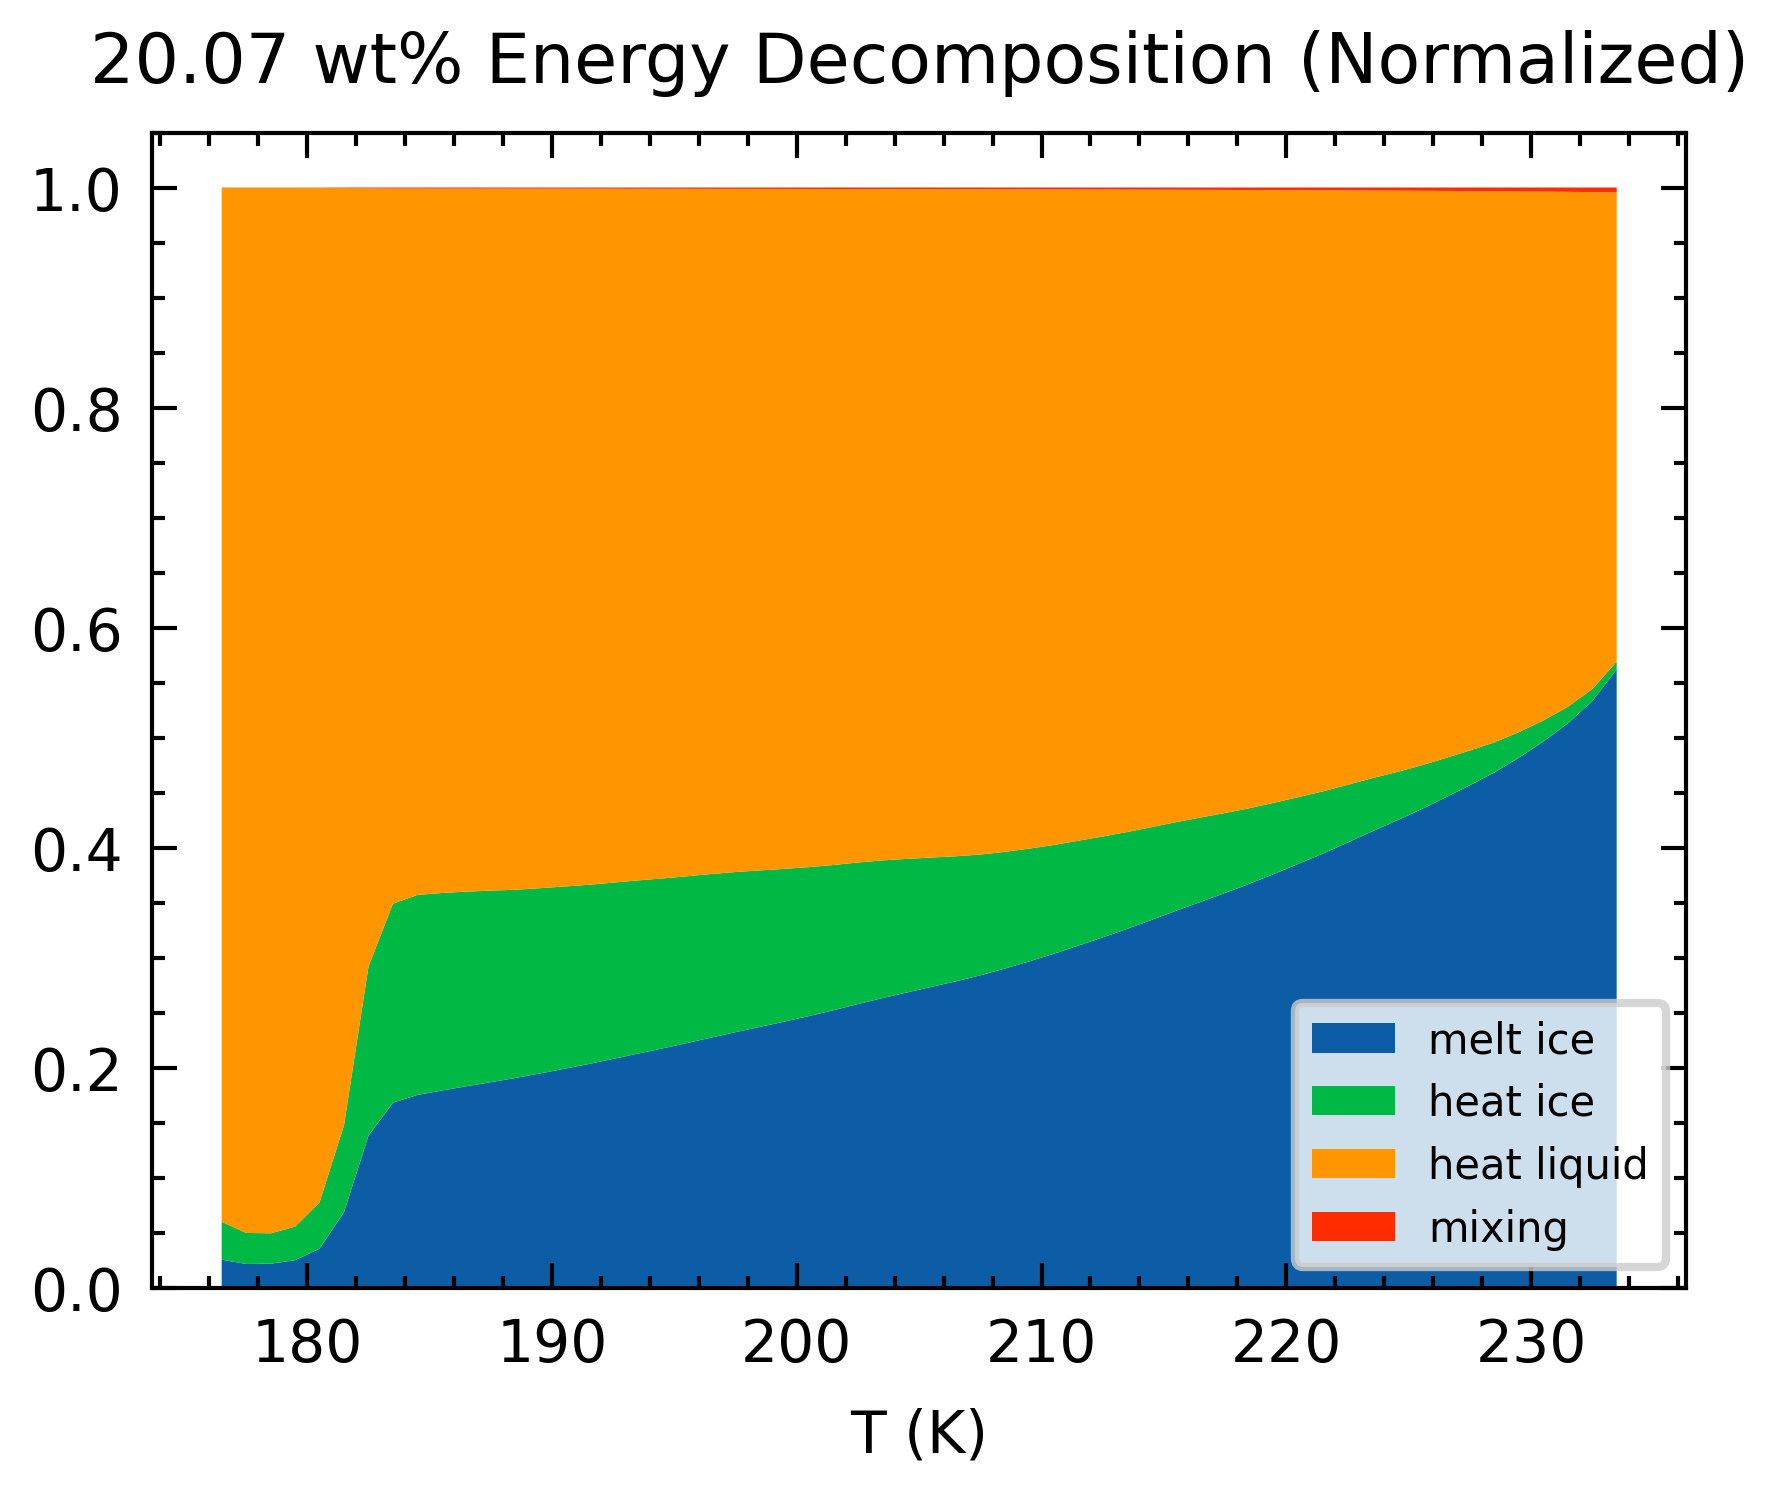 20.07 wt% Energy Decomposition (Normalized)
1.0
0.8
0.6
0.4
0.2
0.0
melt ice
heat ice
heat liquid
mixing
180 190 200 210 220 230
T (K)